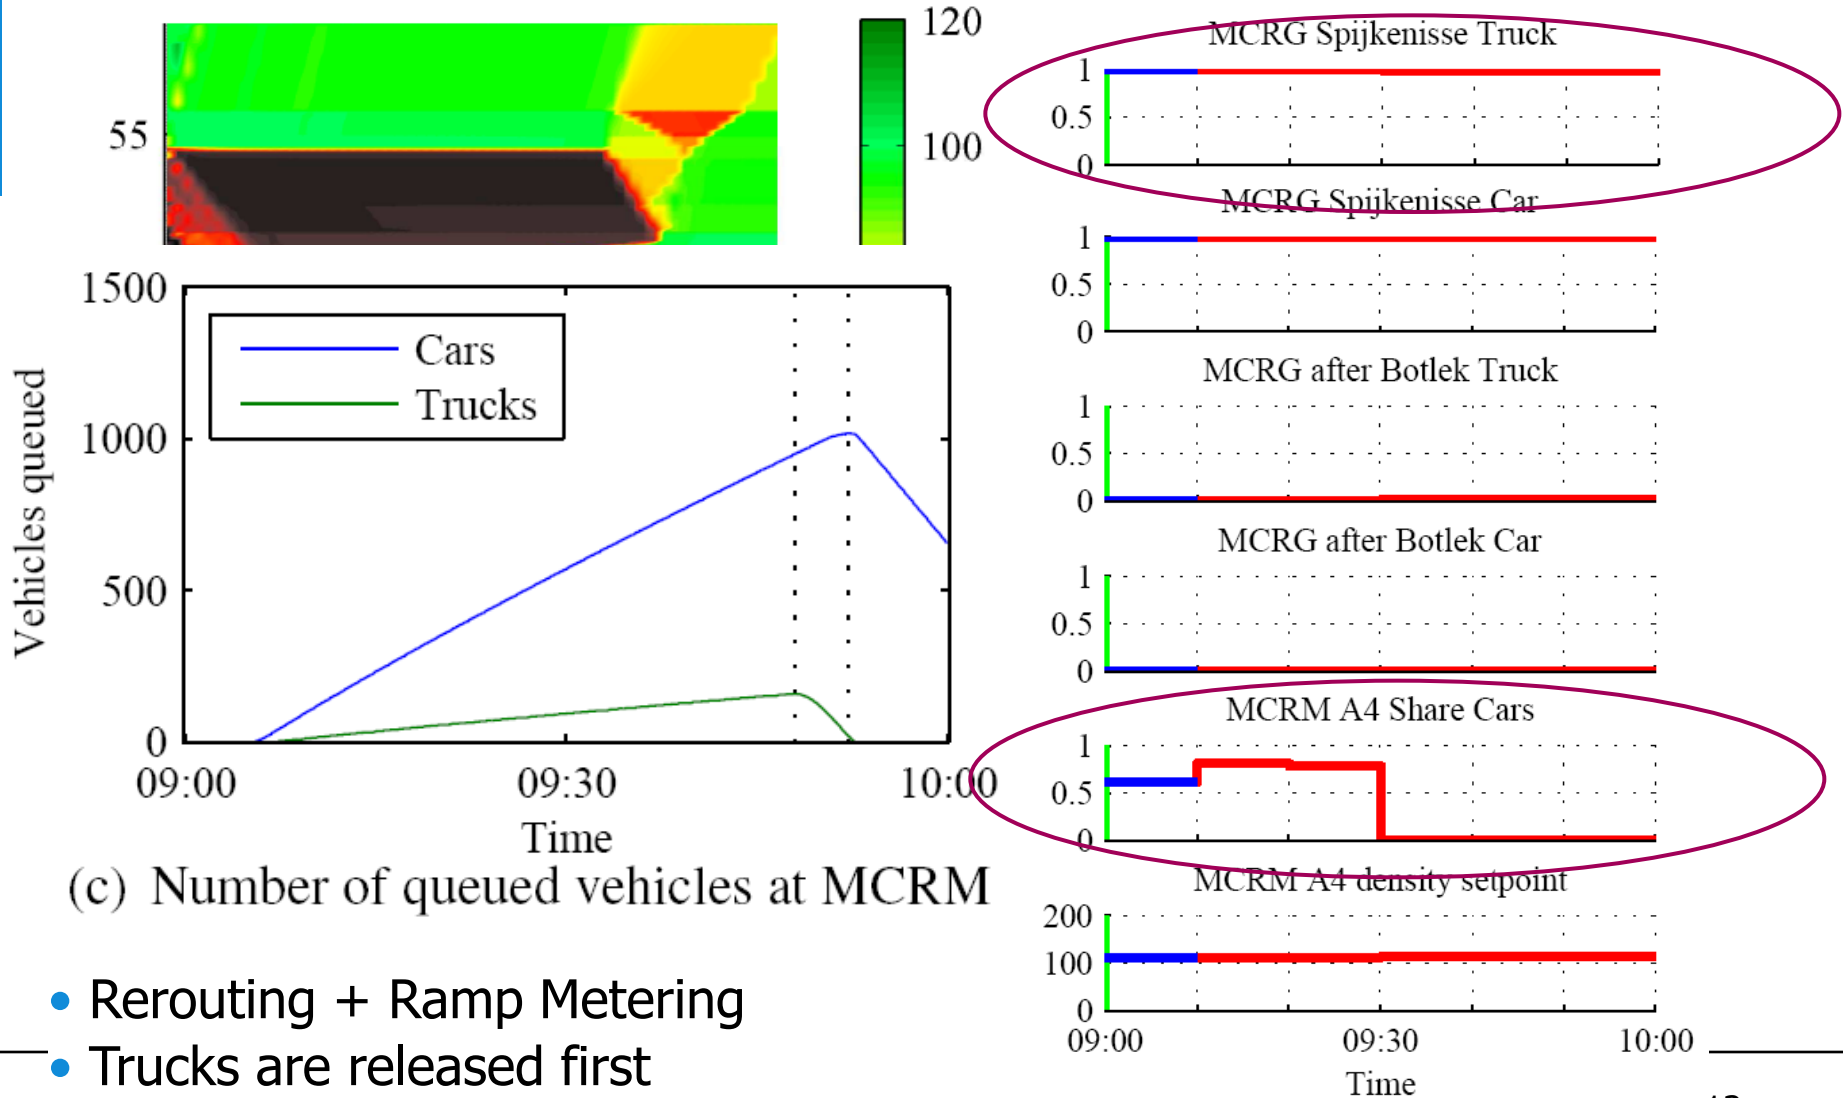 55
120
100
1500
1000
500
0
Vehicles queued
Cars
Trucks
09:00
09:30
10:00
Time
(c) Number of queued vehicles at MCRM
MCRG Spijkenisse Truck
1
0.5
0
MCRG Spijkenisse Car
1
0.5
0
MCRG after Botlek Truck
1
0.5
0
MCRG after Botlek Car
1
0.5
0
MCRM A4 Share Cars
1
0.5
0
MCRM A4 density setpoint
200
100
0
09:00
09:30
10:00
Time
• Rerouting + Ramp Metering
• Trucks are released first